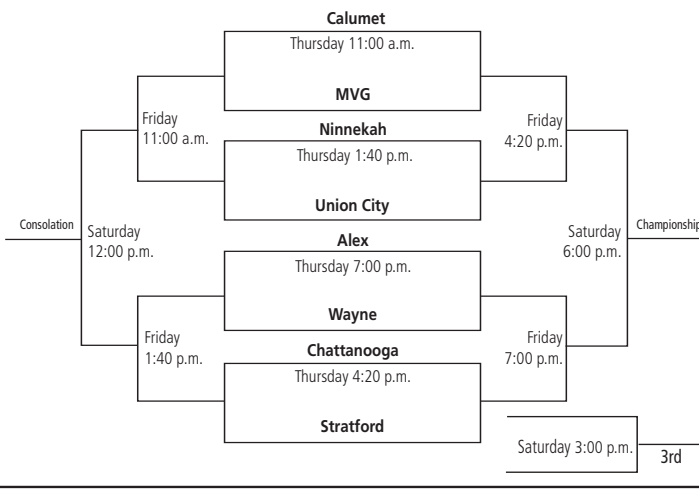 Calumet
Thursday 11:00 a.m.
MVG
Friday
11:00 a.m.
Friday
4:20 p.m.
Ninnekah
Thursday 1:40 p.m.
Union City
Consolation
Saturday
12:00 p.m.
Saturday
6:00 p.m.
Championship
Alex
Thursday 7:00 p.m.
Wayne
Friday
1:40 p.m.
Friday
7:00 p.m.
Chattanooga
Thursday 4:20 p.m.
Stratford
Saturday 3:00 p.m.
3rd